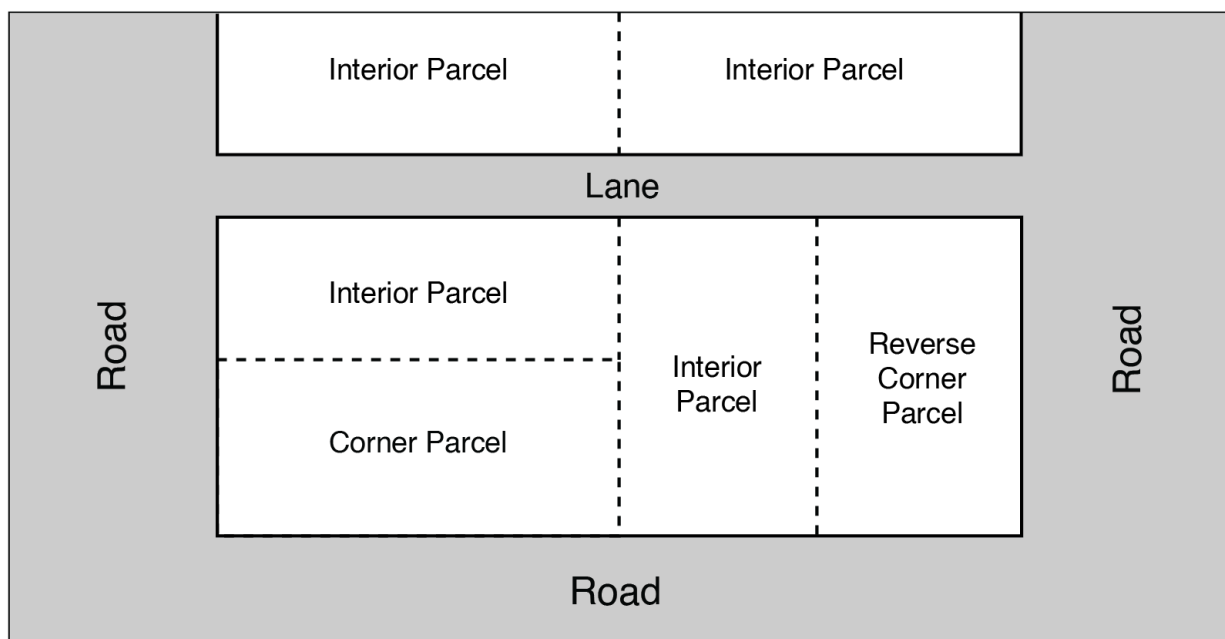 Interior Parcel
Interior Parcel
Lane
Interior Parcel
Road
Corner Parcel
Interior
Parcel
Reverse
Corner
Parcel
Road
Road